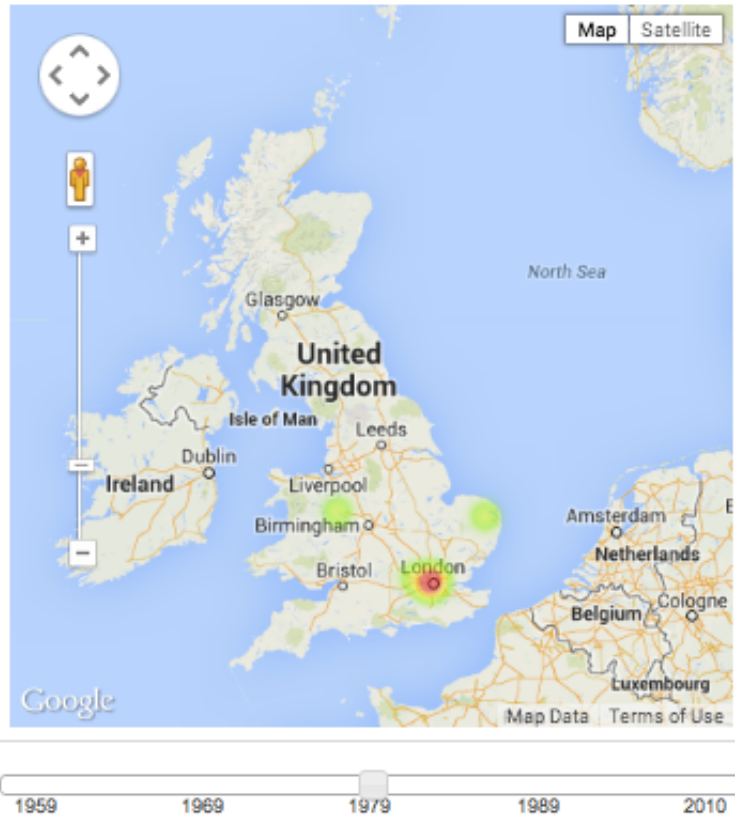 Map Satellite
North Sea
Glasgow
United
Kingdom
Isle of Man
Leeds
Dublin
Ireland
Liverpool
Birmingham
Amsterdam
E
Netherlands
Bristol
London
Belgium
Cologne
Luxembourg
Google
Map Data Terms of Use
1959 1969 1979 1989 2010